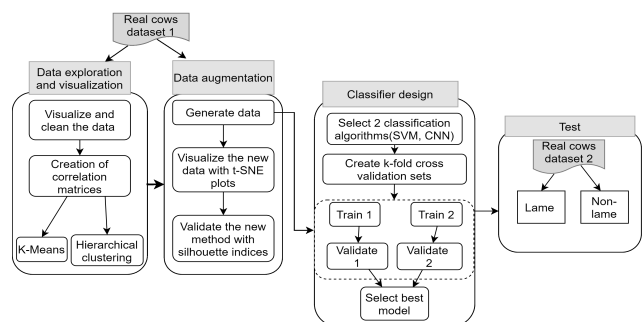 Real cows
dataset 1
Data exploration
and visualization
Visualize and
clean the data
Creation of
correlation
matrices
K-Means
Hierarchical
clustering
Data augmentation
Generate data
Visualize the new
data with t-SNE
plots
Validate the new
method with
silhouette indices
Classifier design
Select 2 classification
algorithms(SVM, CNN)
Create k-fold cross
validation sets
Train 1
Train 2
Validate
1
Validate
2
Select best
model
Test
Real cows
dataset 2
Lame
Non-
lame